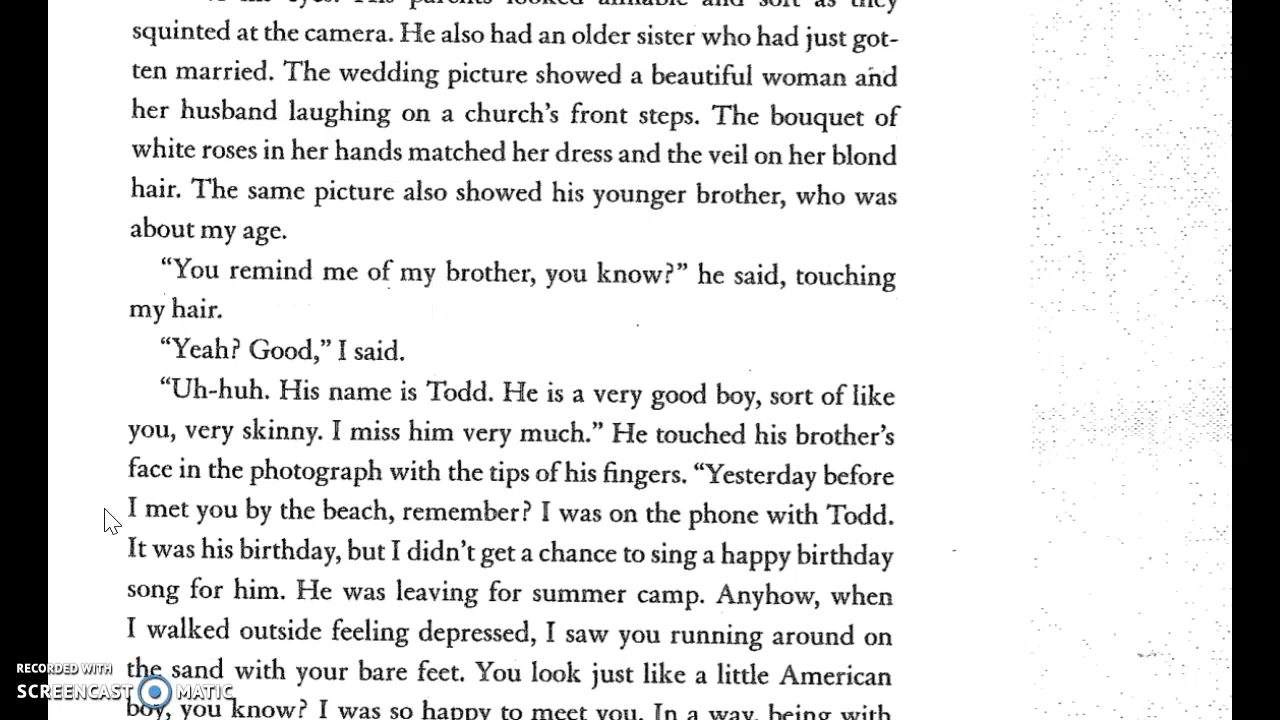 squinted at the camera. He also had an older sister who had just got-
ten married. The wedding picture showed a beautiful woman and
her husband laughing on a church's front steps. The bouquet of
white roses in her hands matched her dress and the veil on her blond
hair. The same picture also showed his younger brother, who was
about my age.
“You remind me of my brother, you know?” he said, touching
my hair.
“Yeah? Good,” I said.
“Uh-huh. His name is Todd. He is a very good boy, sort of like
you, very skinny. I miss him very much.” He touched his brother's
face in the photograph with the tips of his fingers. “Yesterday before
I met you by the beach, remember? I was on the phone with Todd.
It was his birthday, but I didn't get a chance to sing a happy birthday
song for him. He was leaving for summer camp. Anyhow, when
I walked outside feeling depressed, I saw you running around on
the sand with your bare feet. You look just like a little American
boy, you know? I was so happy to meet you. In a way, being with
RECORDED WITH
SCREENCAST MATIC